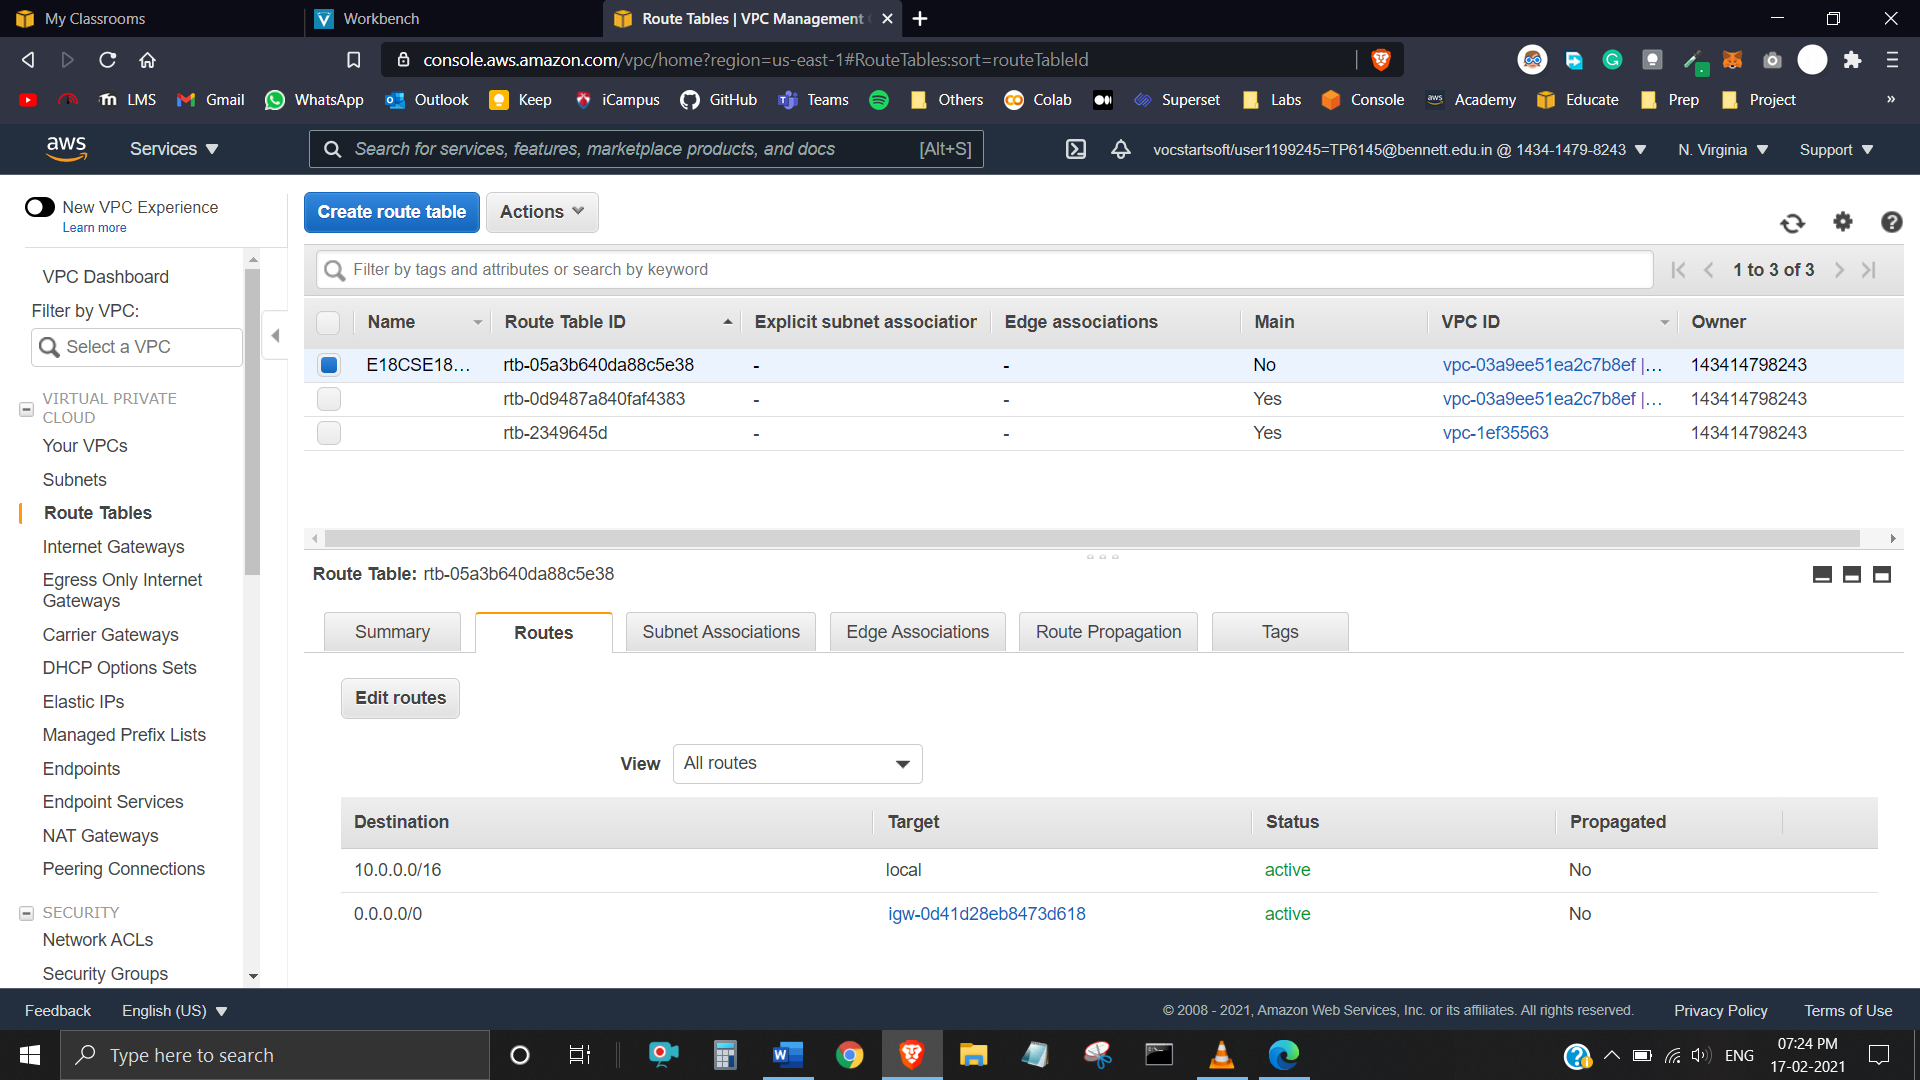 My Classrooms
Workbench
Route Tables | VPC Management
console.aws.amazon.com/vpc/home?region=us-east-1#RouteTables:sort=routeTableId
LMS Gmail WhatsApp Outlook Keep iCampus GitHub Teams Others Colab Superset Labs Console Academy Educate Prep Project »
aws Services Search for services, features, marketplace products, and docs [Alt+S] vocstartsoft/user1199245=TP6145@bennett.edu.in @ 1434-1479-8243 N. Virginia Support
New VPC Experience
Learn more
VPC Dashboard
Filter by VPC:
Select a VPC
VIRTUAL PRIVATE
CLOUD
Your VPCs
Subnets
Route Tables
Internet Gateways
Egress Only Internet
Gateways
Carrier Gateways
DHCP Options Sets
Elastic IPs
Managed Prefix Lists
Endpoints
Endpoint Services
NAT Gateways
Peering Connections
SECURITY
Network ACLs
Security Groups
Create route table Actions
Filter by tags and attributes or search by keyword 1 to 3 of 3
Name Route Table ID Explicit subnet association Edge associations Main VPC ID Owner
E18CSE18... rtb-05a3b640da88c5e38 - - No vpc-03a9ee51ea2c7b8ef |... 143414798243
rtb-0d9487a840faf4383 - - Yes vpc-03a9ee51ea2c7b8ef |... 143414798243
rtb-2349645d - - Yes vpc-1ef35563 143414798243
Route Table: rtb-05a3b640da88c5e38
Summary Routes Subnet Associations Edge Associations Route Propagation Tags
Edit routes
View All routes
Destination Target Status Propagated
10.0.0.0/16 local active No
0.0.0.0/0 igw-0d41d28eb8473d618 active No
Feedback English (US) © 2008 - 2021, Amazon Web Services, Inc. or its affiliates. All rights reserved. Privacy Policy Terms of Use
Type here to search
ENG
07:24 PM
17-02-2021